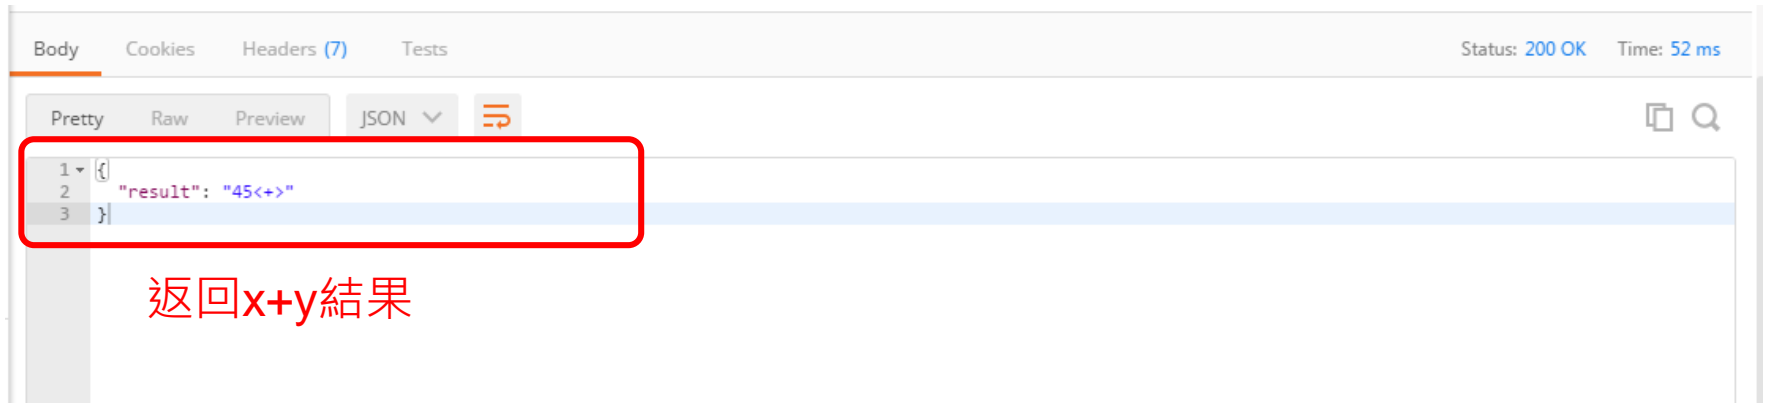 Body Cookies Headers (7) Tests Status: 200 OK Time: 52 ms
Pretty Raw Preview JSON
1 {
2 "result": "45<+>"
3 }
返回x+y結果